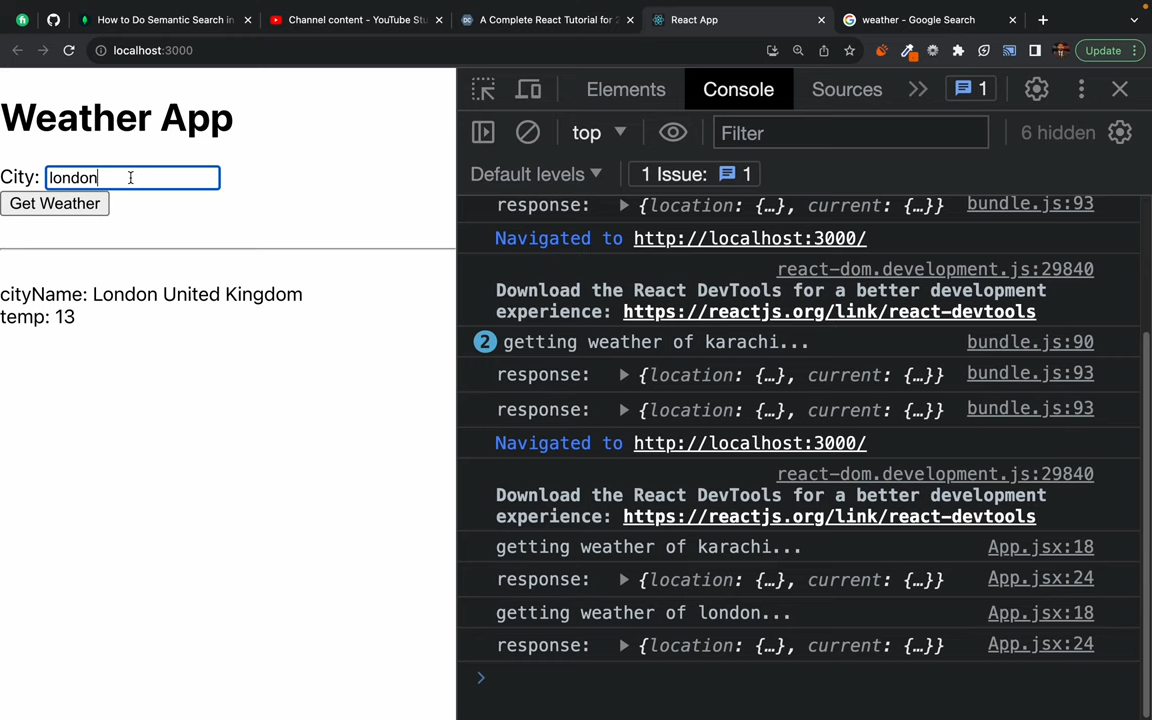 How to Do Semantic Search in
Channel content - YouTube Stu
A Complete React Tutorial for 2
React App
weather - Google Search
localhost:3000
Update
Weather App
City: london
Get Weather
cityName: London United Kingdom
temp: 13
Elements
Console
Sources
1
top
Filter
6 hidden
Default levels
1 Issue: 1
response: {location: {…}, current: {…}} bundle.js:93
Navigated to http://localhost:3000/
react-dom.development.js:29840
Download the React DevTools for a better development
experience: https://reactjs.org/link/react-devtools
2 getting weather of karachi... bundle.js:90
response: {location: {…}, current: {…}} bundle.js:93
response: {location: {…}, current: {…}} bundle.js:93
Navigated to http://localhost:3000/
react-dom.development.js:29840
Download the React DevTools for a better development
experience: https://reactjs.org/link/react-devtools
getting weather of karachi... App.jsx:18
response: {location: {…}, current: {…}} App.jsx:24
getting weather of london... App.jsx:18
response: {location: {…}, current: {…}} App.jsx:24